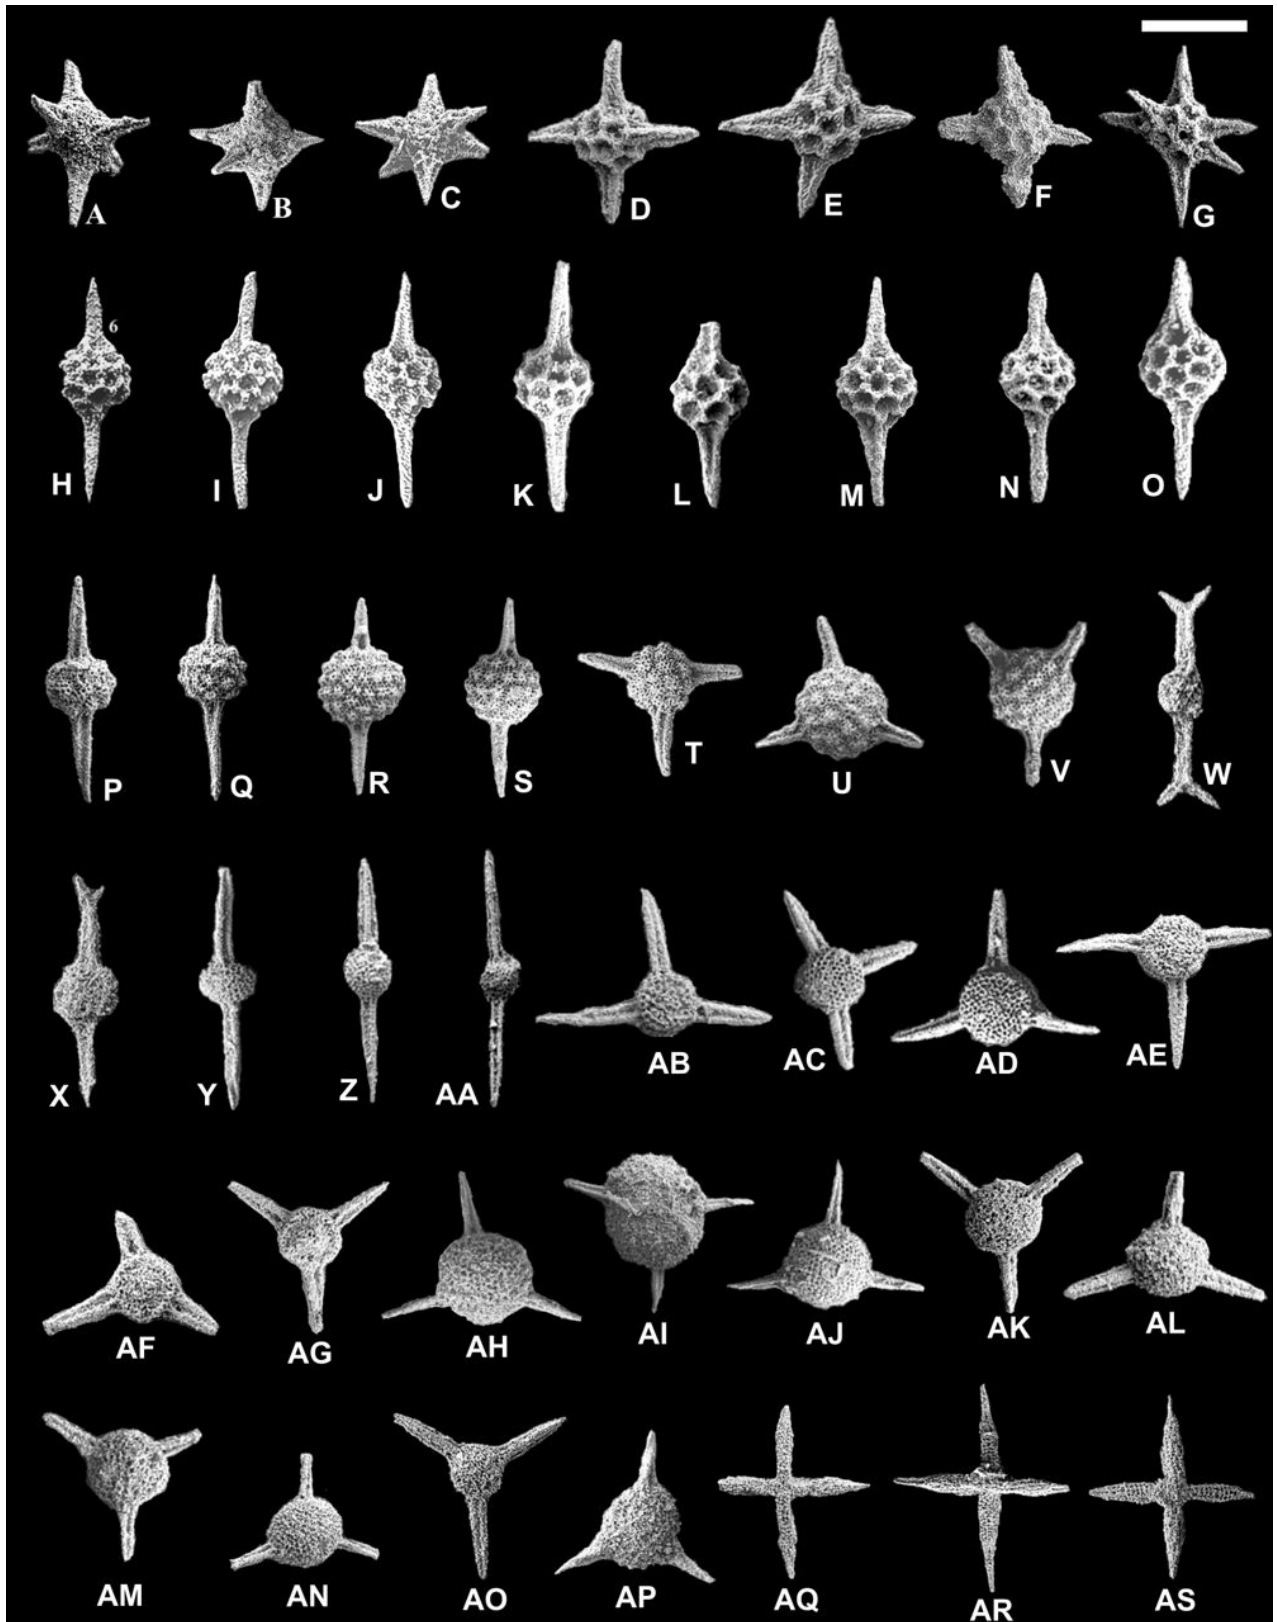 A B C D E F G
6
H I J K L M N O
P Q R S T U V W
X Y Z AA AB AC AD AE
AF AG AH AI AJ AK AL
AM AN AO AP AQ AR AS